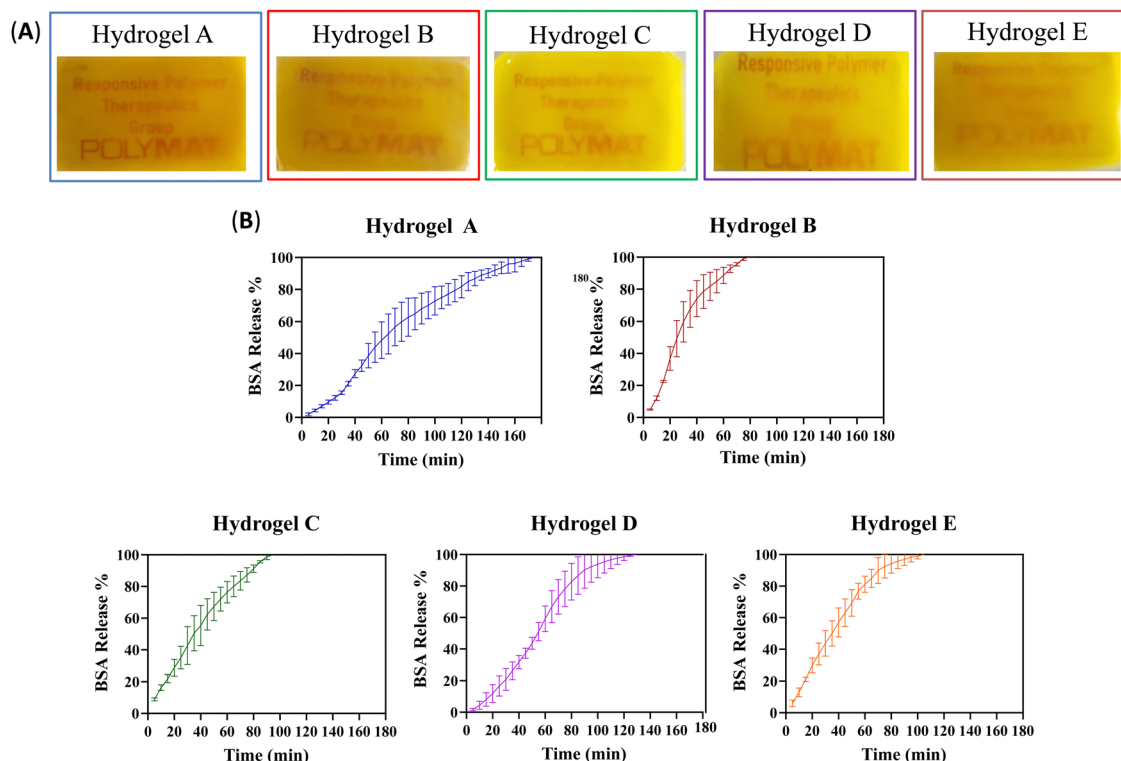 (A)
Hydrogel A
Hydrogel B
Hydrogel C
Hydrogel D
Hydrogel E
Responsive Polymer
Therapeutics
Group
POLYMAT
Responsive Polymer
Therapeutics
Group
POLYMAT
Responsive Polymer
Therapeutics
Group
POLYMAT
Responsive Polymer
Therapeutics
Group
POLYMAT
Responsive Polymer
Therapeutics
Group
POLYMAT
(B)
Hydrogel A
BSA Release %
100
80
60
40
20
0
0 20 40 60 80 100 120 140 160
180
Time (min)
Hydrogel B
BSA Release %
100
80
60
40
20
0
0 20 40 60 80 100 120 140 160 180
Time (min)
Hydrogel C
BSA Release %
100
80
60
40
20
0
0 20 40 60 80 100 120 140 160 180
Time (min)
Hydrogel D
BSA Release %
100
80
60
40
20
0
0 20 40 60 80 100 120 140 160 180
Time (min)
Hydrogel E
BSA Release %
100
80
60
40
20
0
0 20 40 60 80 100 120 140 160 180
Time (min)